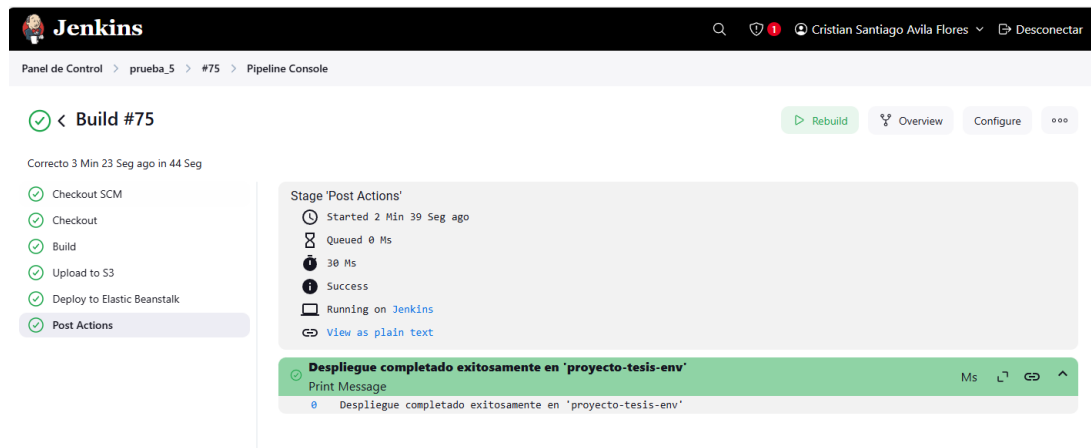 Jenkins
1 Cristian Santiago Avila Flores Desconectar
Panel de Control > prueba_5 > #75 > Pipeline Console
Build #75
Rebuild Overview Configure
Correcto 3 Min 23 Seg ago in 44 Seg
Checkout SCM
Checkout
Build
Upload to S3
Deploy to Elastic Beanstalk
Post Actions
Stage 'Post Actions'
Started 2 Min 39 Seg ago
Queued 0 Ms
30 Ms
Success
Running on Jenkins
View as plain text
Despliegue completado exitosamente en 'proyecto-tesis-env'
Print Message
Ms
0 Despliegue completado exitosamente en 'proyecto-tesis-env'